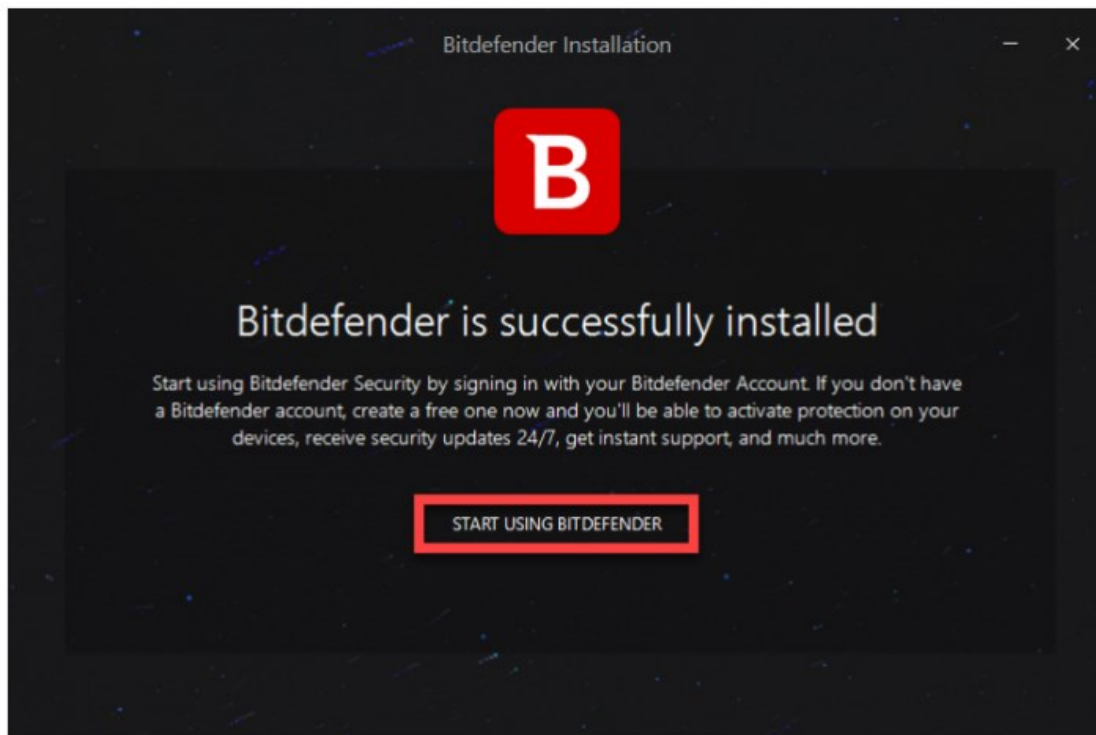 Bitdefender Installation
B
Bitdefender is successfully installed
Start using Bitdefender Security by signing in with your Bitdefender Account. If you don't have
a Bitdefender account, create a free one now and you'll be able to activate protection on your
devices, receive security updates 24/7, get instant support, and much more.
START USING BITDEFENDER